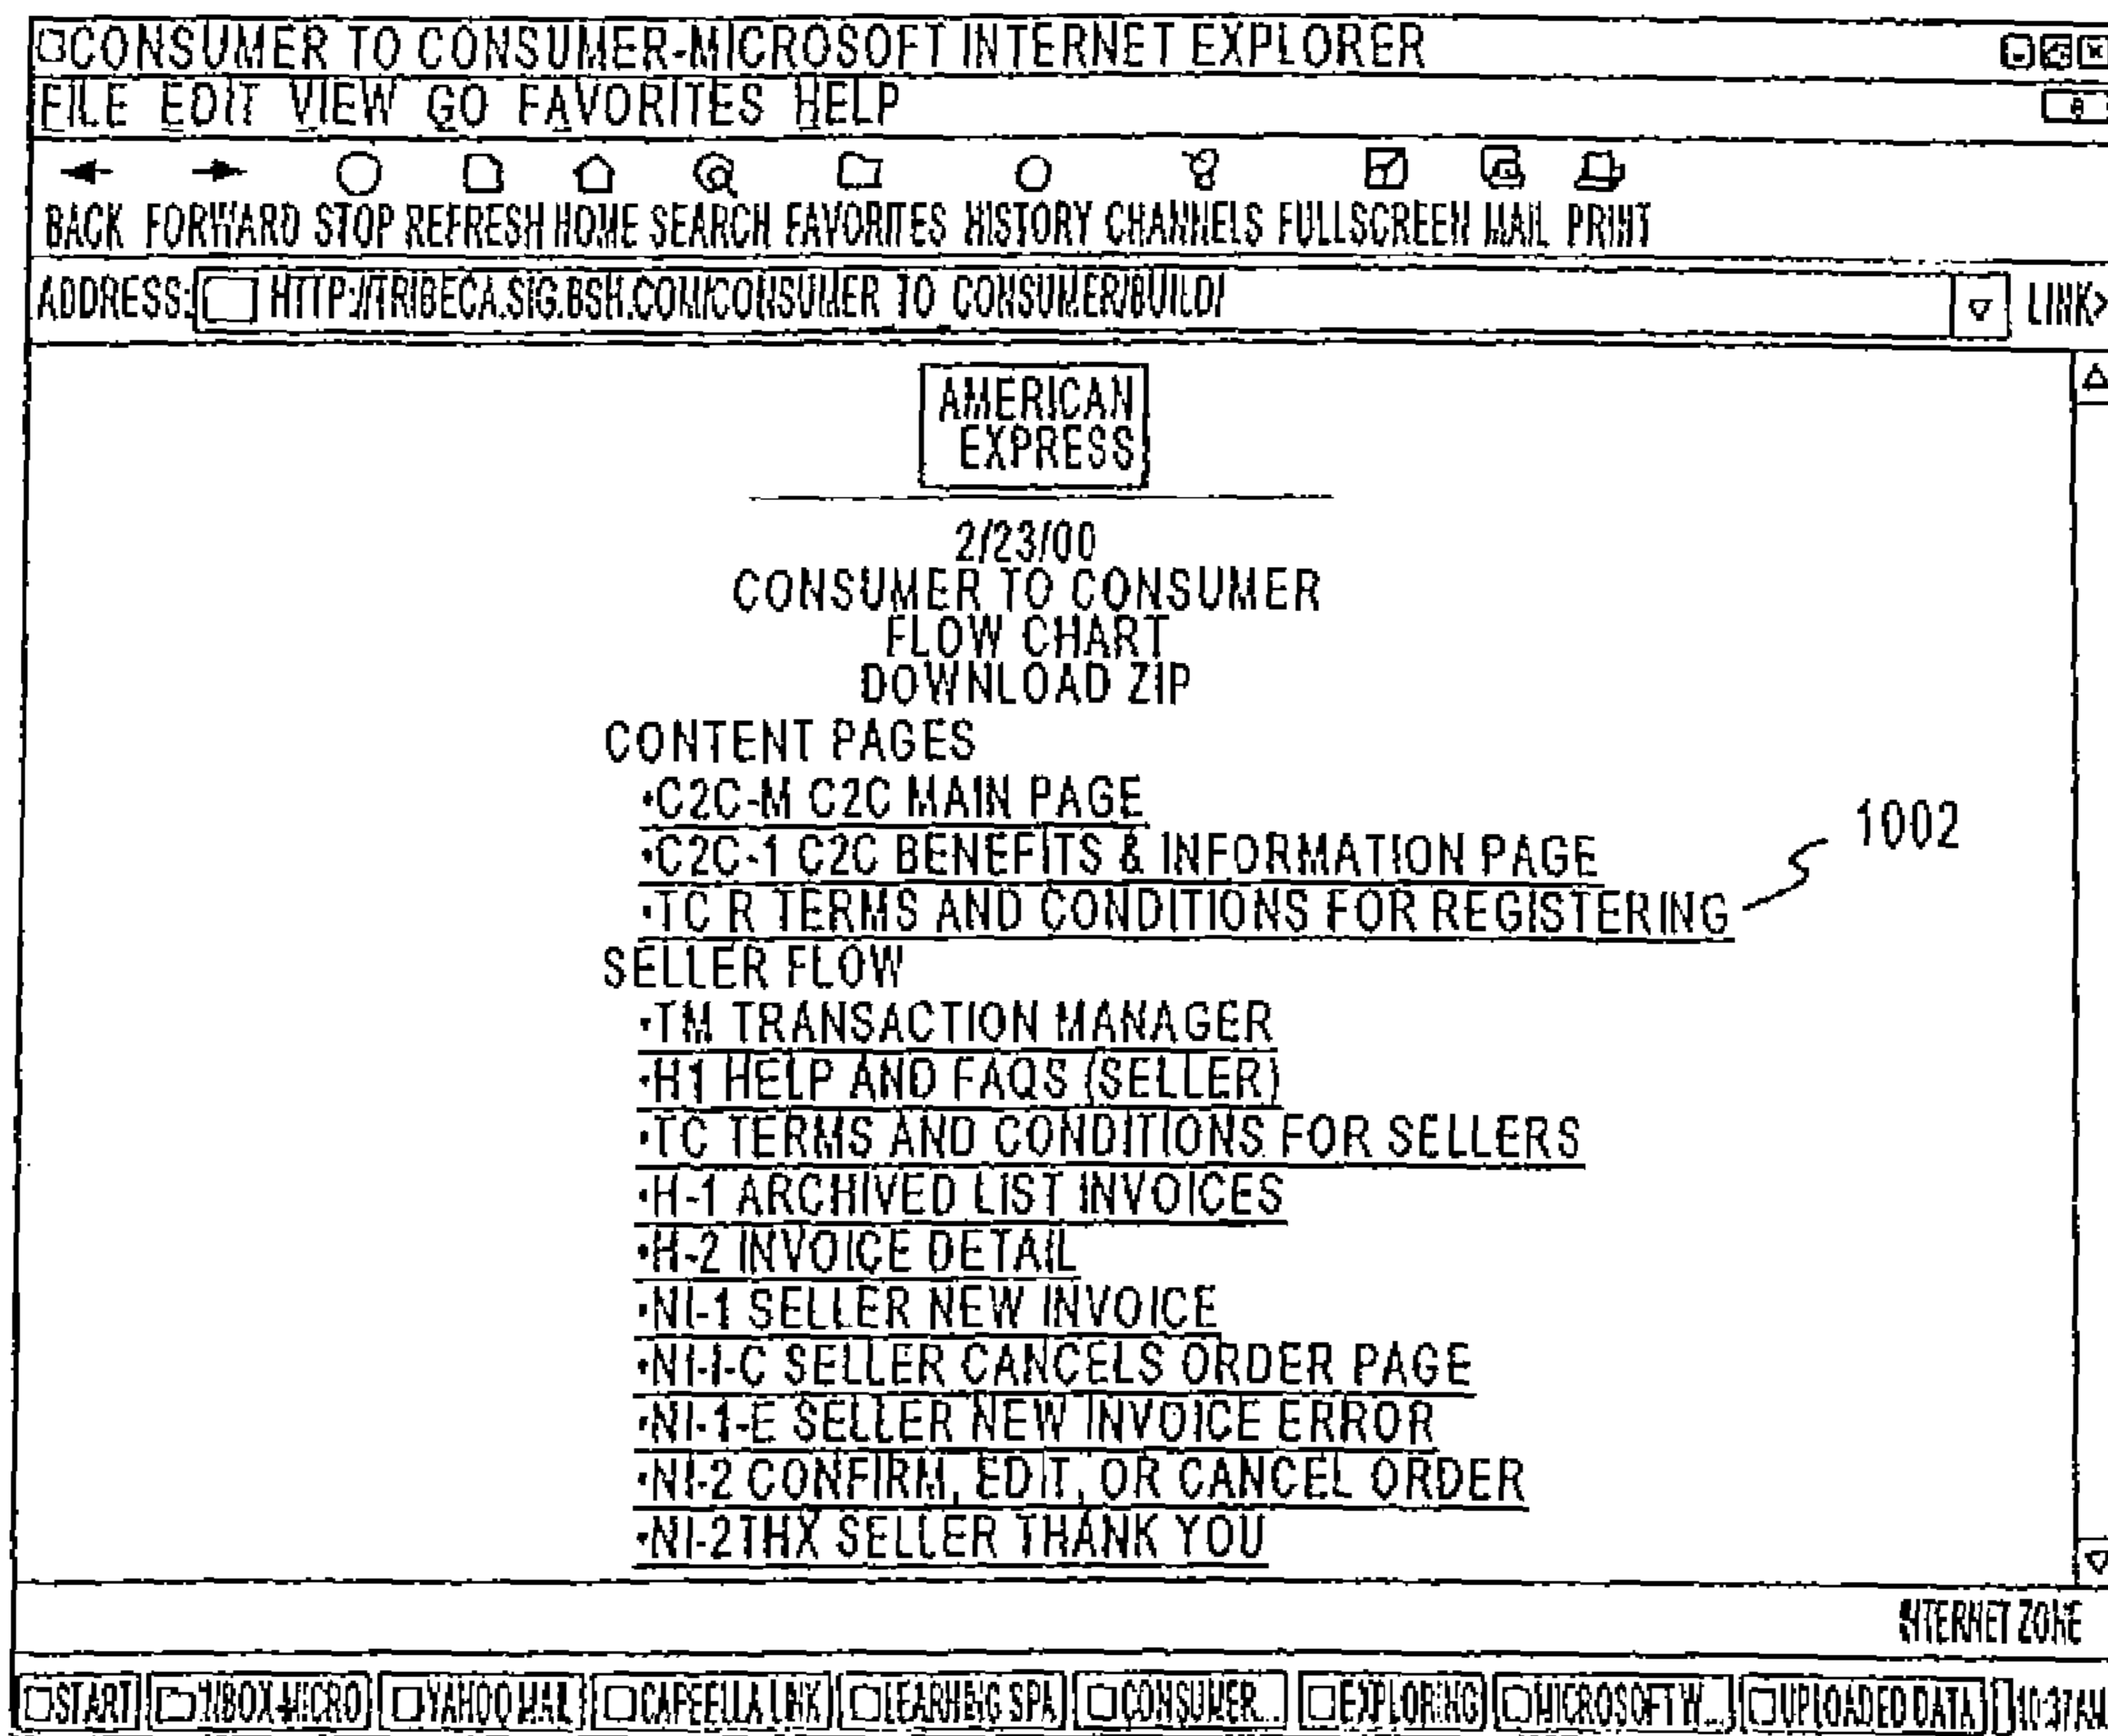 CONSUMER TO CONSUMER-MICROSOFT INTERNET EXPLORER
FILE EDIT VIEW GO FAVORITES HELP
BACK FORWARD STOP REFRESH HOME SEARCH FAVORITES HISTORY CHANNELS FULLSCREEN MAIL PRINT
ADDRESS: HTTP://TRIBECA.SIG.BSH.COM/CONSUMER TO CONSUMER/BUILD/ LINK>
AMERICAN
EXPRESS
2/23/00
CONSUMER TO CONSUMER
FLOW CHART
DOWNLOAD ZIP
CONTENT PAGES
•C2C-M C2C MAIN PAGE
•C2C-1 C2C BENEFITS & INFORMATION PAGE
1002
•TC R TERMS AND CONDITIONS FOR REGISTERING
SELLER FLOW
•TM TRANSACTION MANAGER
•H1 HELP AND FAQS (SELLER)
•TC TERMS AND CONDITIONS FOR SELLERS
•H-1 ARCHIVED LIST INVOICES
•H-2 INVOICE DETAIL
•NI-1 SELLER NEW INVOICE
•NI-I-C SELLER CANCELS ORDER PAGE
•NI-1-E SELLER NEW INVOICE ERROR
•NI-2 CONFIRM, EDIT, OR CANCEL ORDER
•NI-2THX SELLER THANK YOU
INTERNET ZONE
START INBOX-MICRO YAHOO MAIL LEARNING SPA CONSUMER... EXPLORING MICROSOFT W... UPLOADED DATA 10:37AM